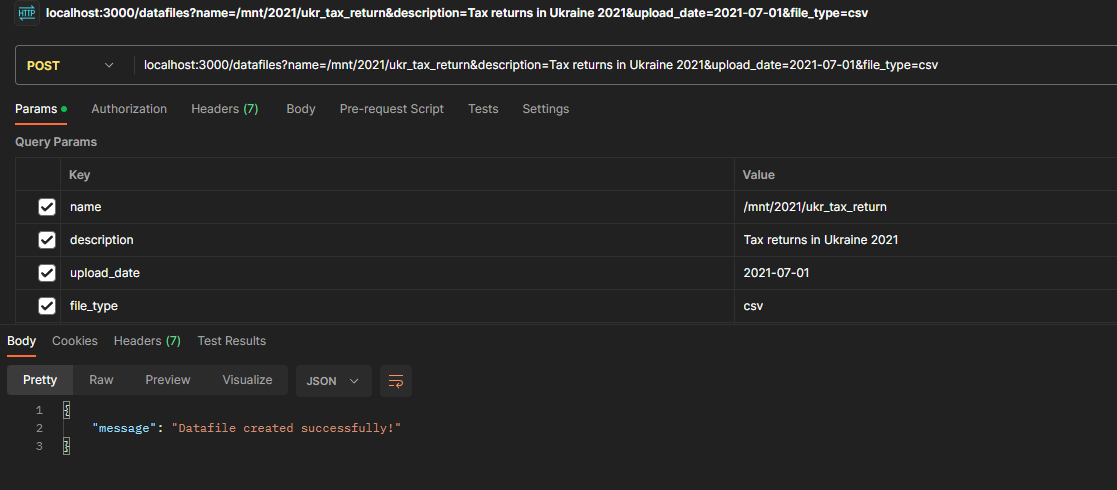 HTTP localhost:3000/datafiles?name=/mnt/2021/ukr_tax_return&description=Tax returns in Ukraine 2021&upload_date=2021-07-01&file_type=csv
POST localhost:3000/datafiles?name=/mnt/2021/ukr_tax_return&description=Tax returns in Ukraine 2021&upload_date=2021-07-01&file_type=csv
Params Authorization Headers (7) Body Pre-request Script Tests Settings
Query Params
Key Value
name /mnt/2021/ukr_tax_return
description Tax returns in Ukraine 2021
upload_date 2021-07-01
file_type csv
Body Cookies Headers (7) Test Results
Pretty Raw Preview Visualize JSON
1 {
2 "message": "Datafile created successfully!"
3 }